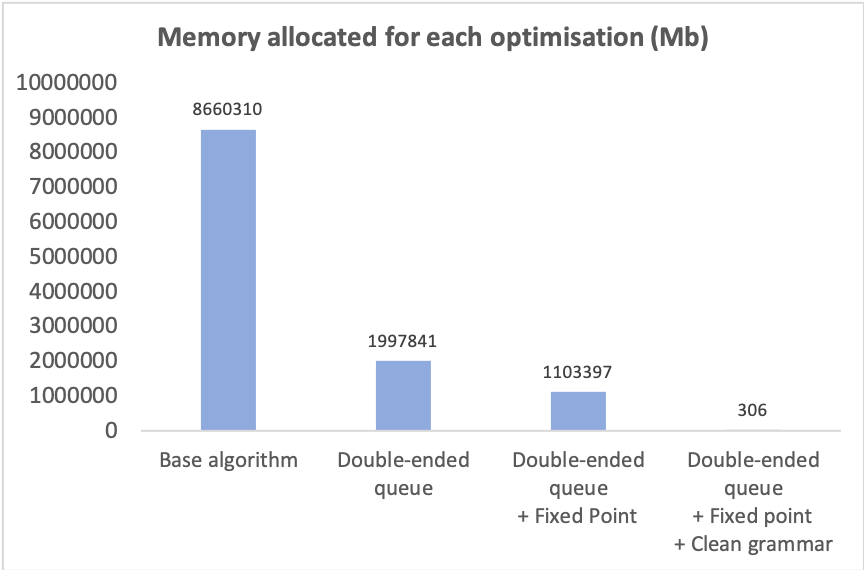 Memory allocated for each optimisation (Mb)
10000000
9000000
8000000
7000000
6000000
5000000
4000000
3000000
2000000
1000000
0
8660310
1997841
1103397
306
Base algorithm
Double-ended
queue
Double-ended
queue
+ Fixed Point
Double-ended
queue
+ Fixed point
+ Clean grammar